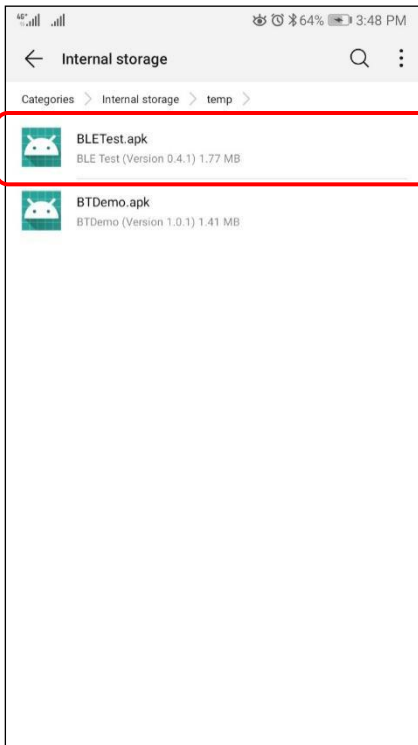 46+ 64% 3:48 PM
Internal storage
Categories > Internal storage > temp >
BLETest.apk
BLE Test (Version 0.4.1) 1.77 MB
BTDemo.apk
BTDemo (Version 1.0.1) 1.41 MB